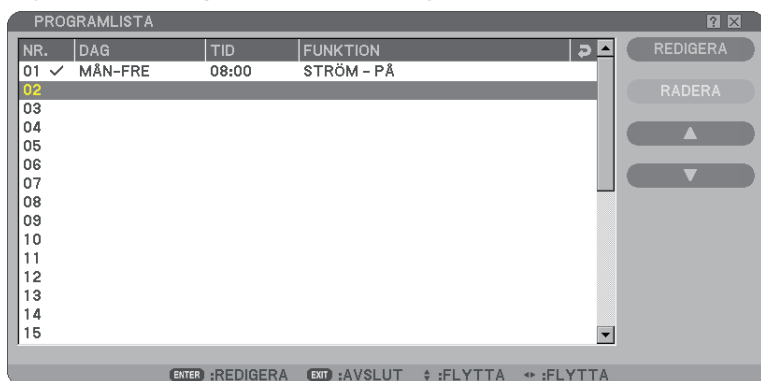 PROGRAMLISTA
NR. DAG TID FUNKTION
REDIGERA
01 ✓ MÅN-FRE 08:00 STRÖM - PÅ
02
RADERA
03
04
05
06
07
08
09
10
11
12
13
14
15
ENTER :REDIGERA EXIT :AVSLUT :FLYTTA :FLYTTA